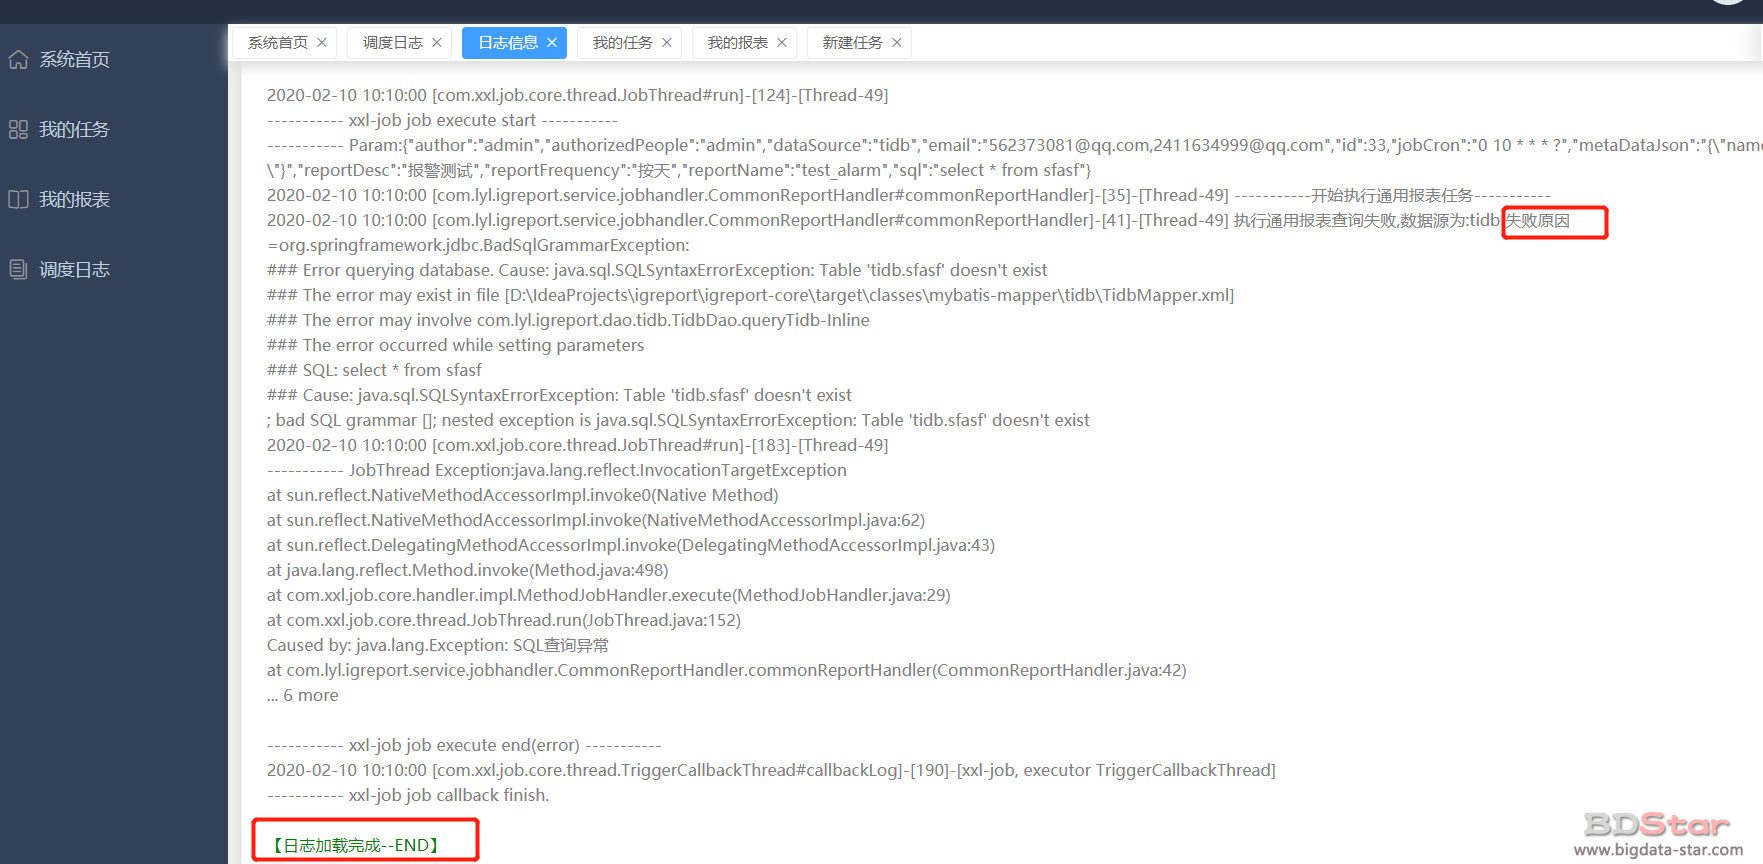 系统首页
我的任务
我的报表
调度日志
系统首页 × 调度日志 × 日志信息 × 我的任务 × 我的报表 × 新建任务 ×
2020-02-10 10:10:00 [com.xxl.job.core.thread.JobThread#run]-[124]-[Thread-49]
----------- xxl-job job execute start -----------
----------- Param:{"author":"admin","authorizedPeople":"admin","dataSource":"tidb","email":"562373081@qq.com,2411634999@qq.com","id":33,"jobCron":"0 10 * * * ?","metaDataJson":"{\"name
\"}","reportDesc":"报警测试","reportFrequency":"按天","reportName":"test_alarm","sql":"select * from sfasf"}
2020-02-10 10:10:00 [com.lyl.igreport.service.jobhandler.CommonReportHandler#commonReportHandler]-[35]-[Thread-49] -----------开始执行通用报表任务-----------
2020-02-10 10:10:00 [com.lyl.igreport.service.jobhandler.CommonReportHandler#commonReportHandler]-[41]-[Thread-49] 执行通用报表查询失败,数据源为:tidb,失败原因
=org.springframework.jdbc.BadSqlGrammarException:
### Error querying database. Cause: java.sql.SQLSyntaxErrorException: Table 'tidb.sfasf' doesn't exist
### The error may exist in file [D:\IdeaProjects\igreport\igreport-core\target\classes\mybatis-mapper\tidb\TidbMapper.xml]
### The error may involve com.lyl.igreport.dao.tidb.TidbDao.queryTidb-Inline
### The error occurred while setting parameters
### SQL: select * from sfasf
### Cause: java.sql.SQLSyntaxErrorException: Table 'tidb.sfasf' doesn't exist
; bad SQL grammar []; nested exception is java.sql.SQLSyntaxErrorException: Table 'tidb.sfasf' doesn't exist
2020-02-10 10:10:00 [com.xxl.job.core.thread.JobThread#run]-[183]-[Thread-49]
----------- JobThread Exception:java.lang.reflect.InvocationTargetException
at sun.reflect.NativeMethodAccessorImpl.invoke0(Native Method)
at sun.reflect.NativeMethodAccessorImpl.invoke(NativeMethodAccessorImpl.java:62)
at sun.reflect.DelegatingMethodAccessorImpl.invoke(DelegatingMethodAccessorImpl.java:43)
at java.lang.reflect.Method.invoke(Method.java:498)
at com.xxl.job.core.handler.impl.MethodJobHandler.execute(MethodJobHandler.java:29)
at com.xxl.job.core.thread.JobThread.run(JobThread.java:152)
Caused by: java.lang.Exception: SQL查询异常
at com.lyl.igreport.service.jobhandler.CommonReportHandler.commonReportHandler(CommonReportHandler.java:42)
... 6 more
----------- xxl-job job execute end(error) -----------
2020-02-10 10:10:00 [com.xxl.job.core.thread.TriggerCallbackThread#callbackLog]-[190]-[xxl-job, executor TriggerCallbackThread]
----------- xxl-job job callback finish.
【日志加载完成--END】
BDStar
www.bigdata-star.com